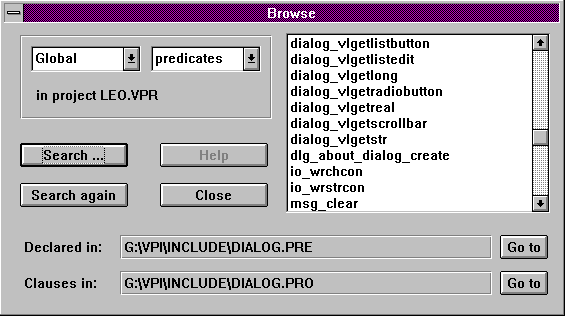 Browse
Global
predicates
in project LEO.VPR
Search ...
Help
Search again
Close
dialog_vlgetlistbutton
dialog_vlgetlistedit
dialog_vlgetlong
dialog_vlgetradiobutton
dialog_vlgetreal
dialog_vlgetscrollbar
dialog_vlgetstr
dlg_about_dialog_create
io_wrchcon
io_wrstrcon
msg_clear
Declared in: G:\VPI\INCLUDE\DIALOG.PRE Go to
Clauses in: G:\VPI\INCLUDE\DIALOG.PRO Go to